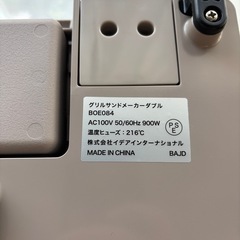 グリルサンドメーカーダブル
BOE084
AC100V 50/60Hz 900W
温度ヒューズ：216℃
株式会社イデアインターナショナル
MADE IN CHINA BAJD
PSE